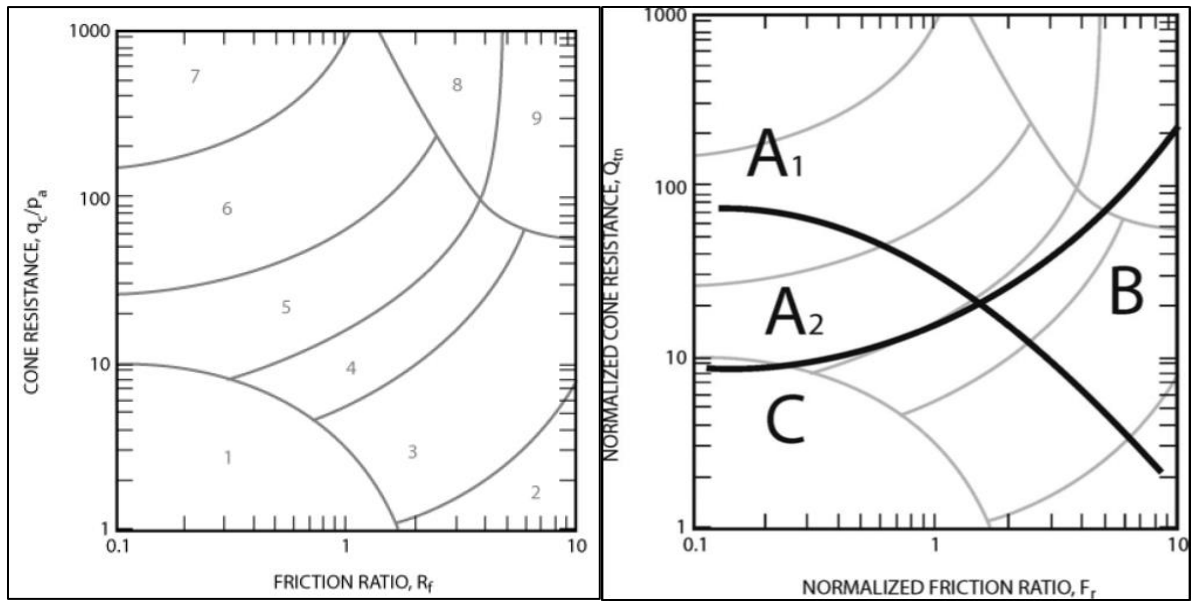 1000
100
10
1
0.1
1
10
CONE RESISTANCE, qc/pa
FRICTION RATIO, Rf
7
8
9
6
5
4
3
1
2
1000
100
10
1
0.1
1
10
NORMALIZED CONE RESISTANCE, Qtn
NORMALIZED FRICTION RATIO, Fr
A1
A2
B
C